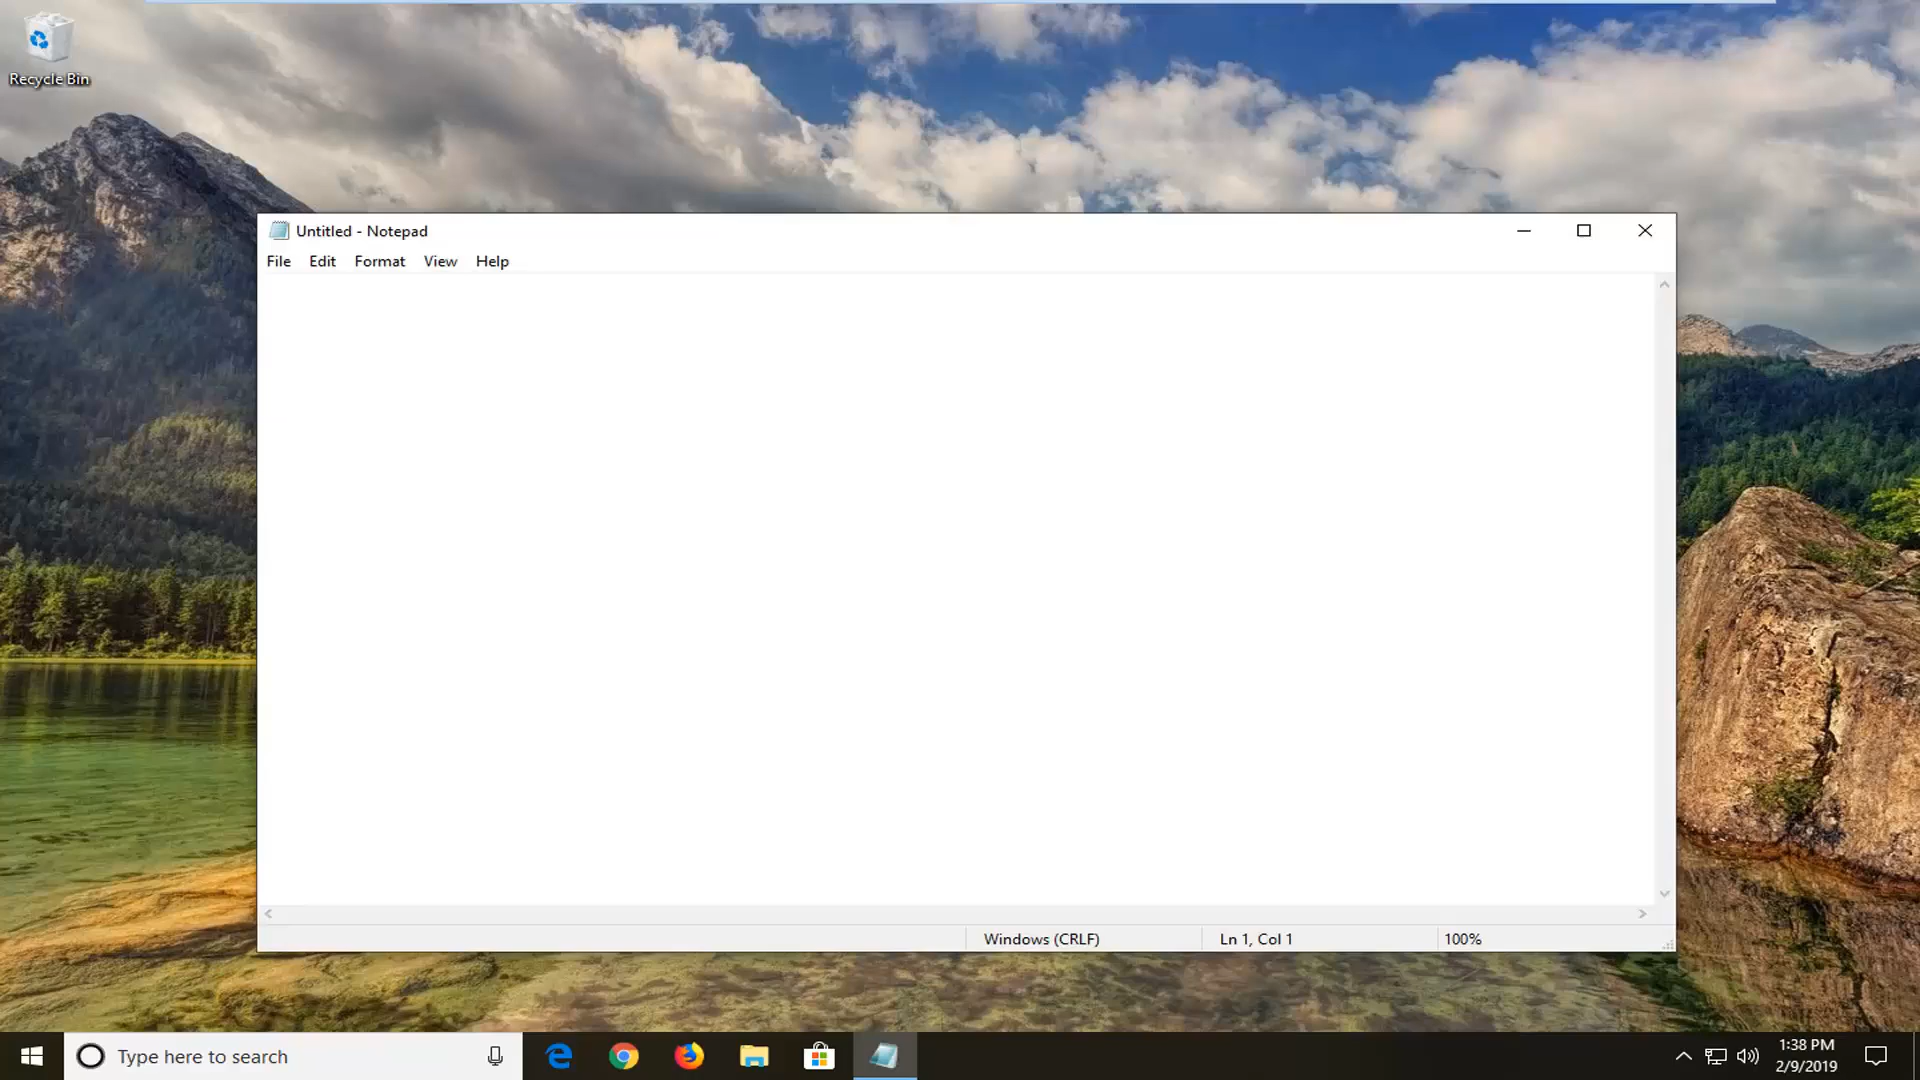 Recycle Bin
Untitled - Notepad
File Edit Format View Help
Windows (CRLF) Ln 1, Col 1 100%
Type here to search
1:38 PM
2/9/2019